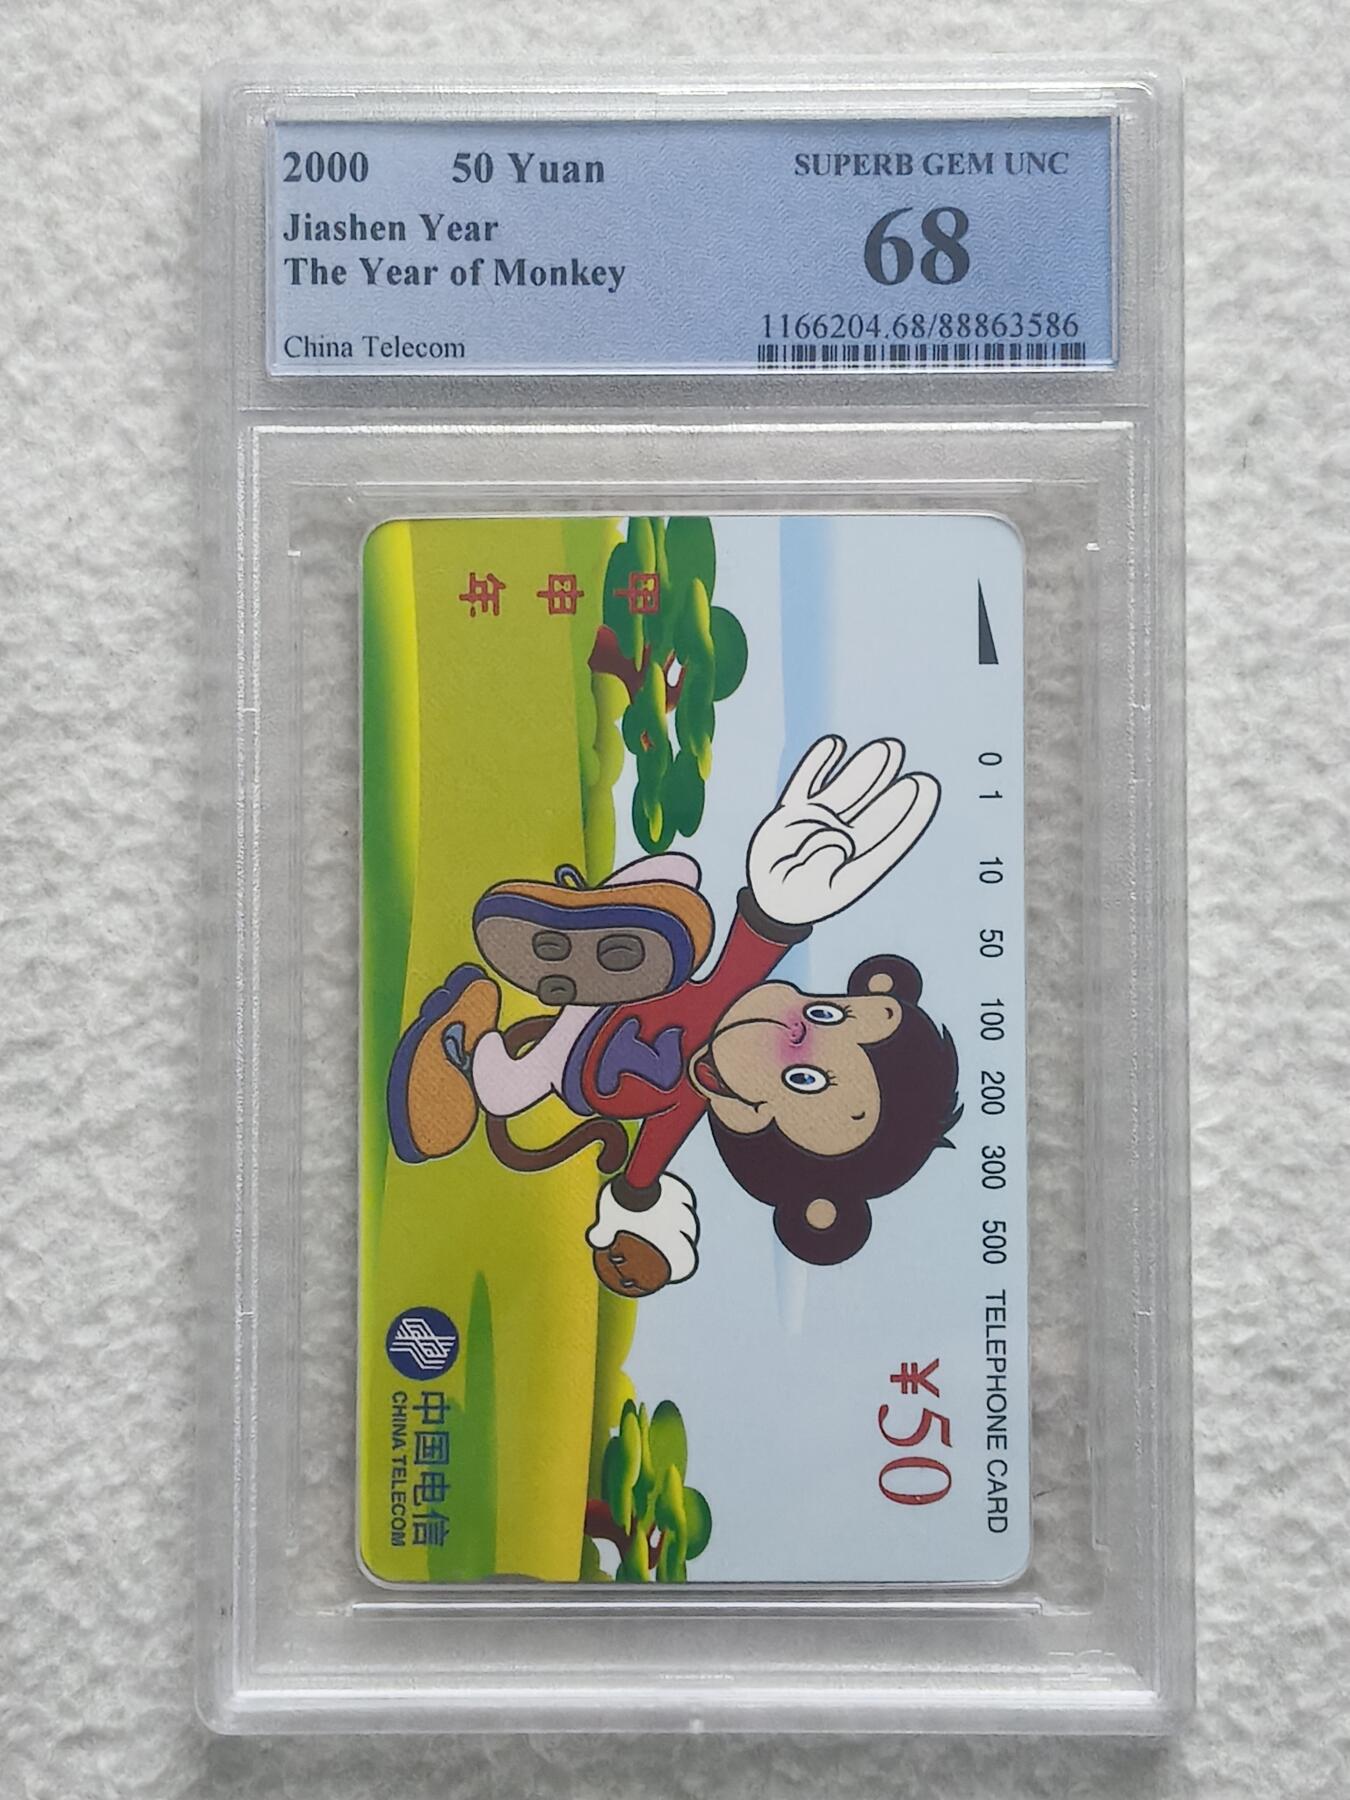 2000 50 Yuan
Jiashen Year
The Year of Monkey
China Telecom
SUPERB GEM UNC
68
1166204.68/88863586
0 1 10 50 100 200 300 500 TELEPHONE CARD
¥50
甲申年
中国电信
CHINA TELECOM